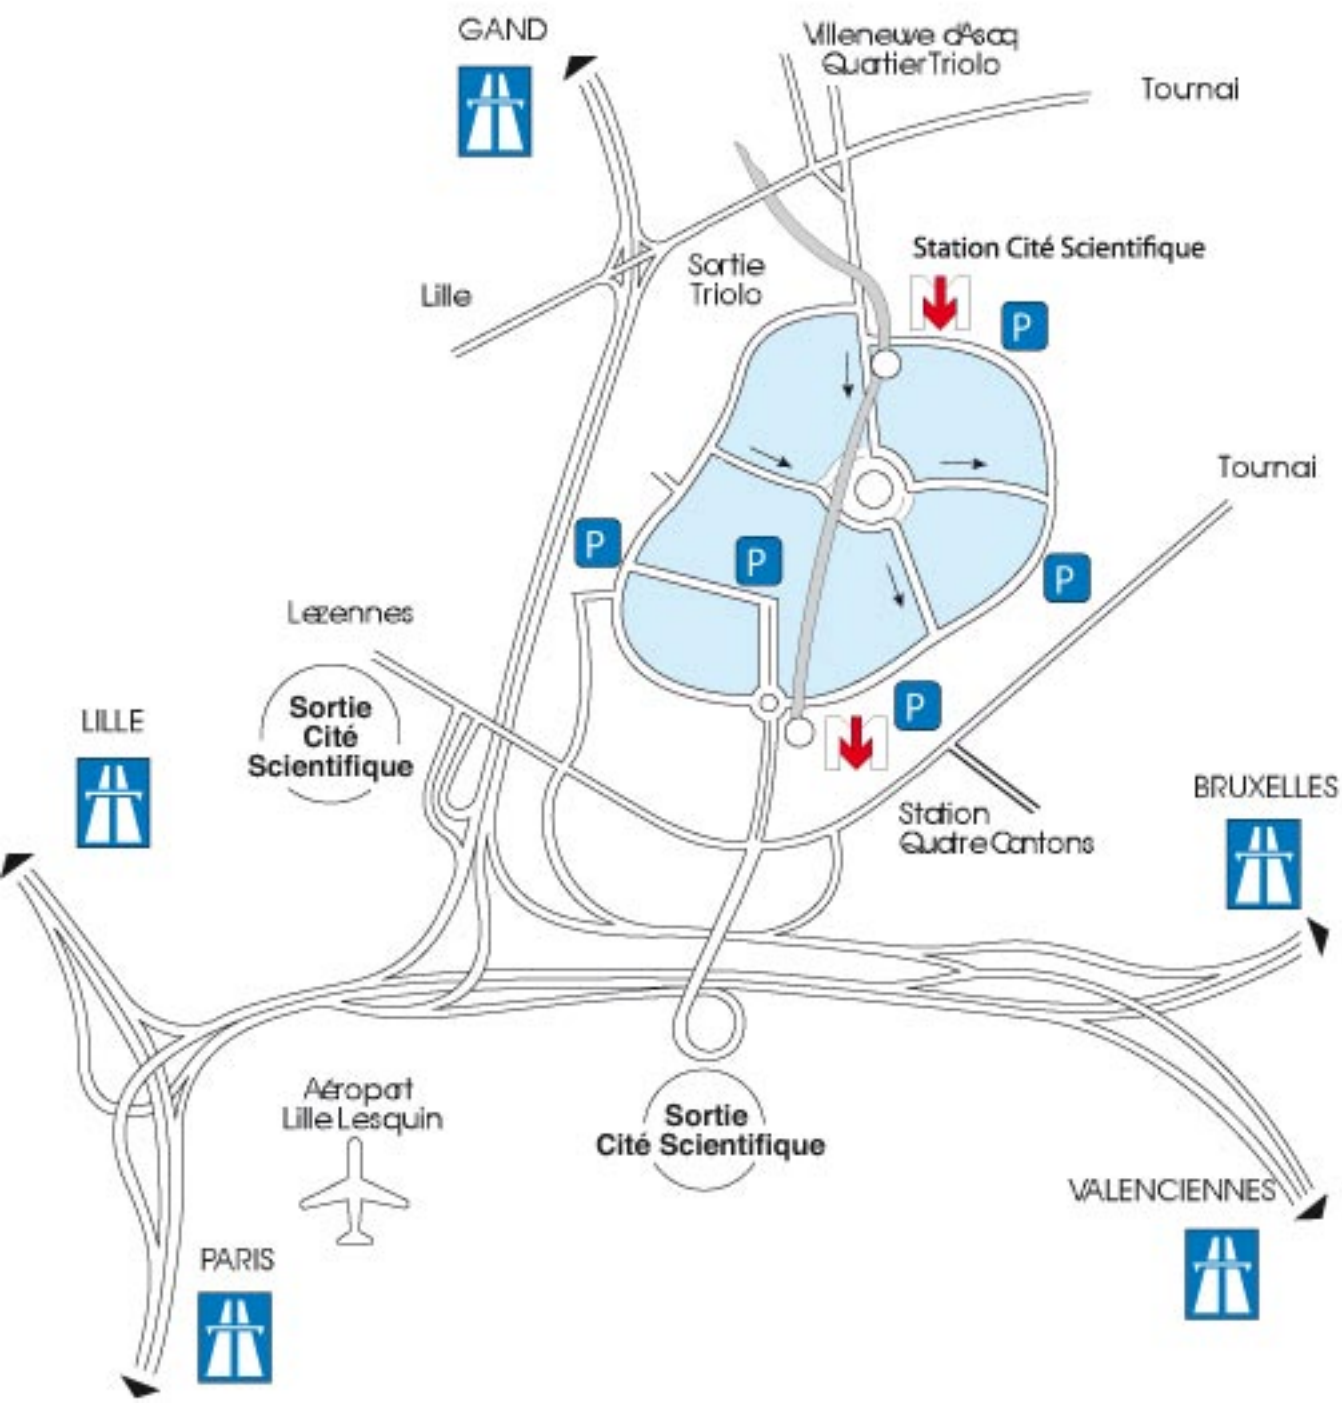 GAND
Villeneuve d'Ascq
Quartier Triolo
Tournai
Station Cité Scientifique
Sortie
Triolo
Lille
P
Tournai
P
P
P
Lezennes
Sortie
Cité
Scientifique
P
LILLE
BRUXELLES
Station
Quatre Cantons
Aéroport
Lille Lesquin
Sortie
Cité Scientifique
VALENCIENNES
PARIS